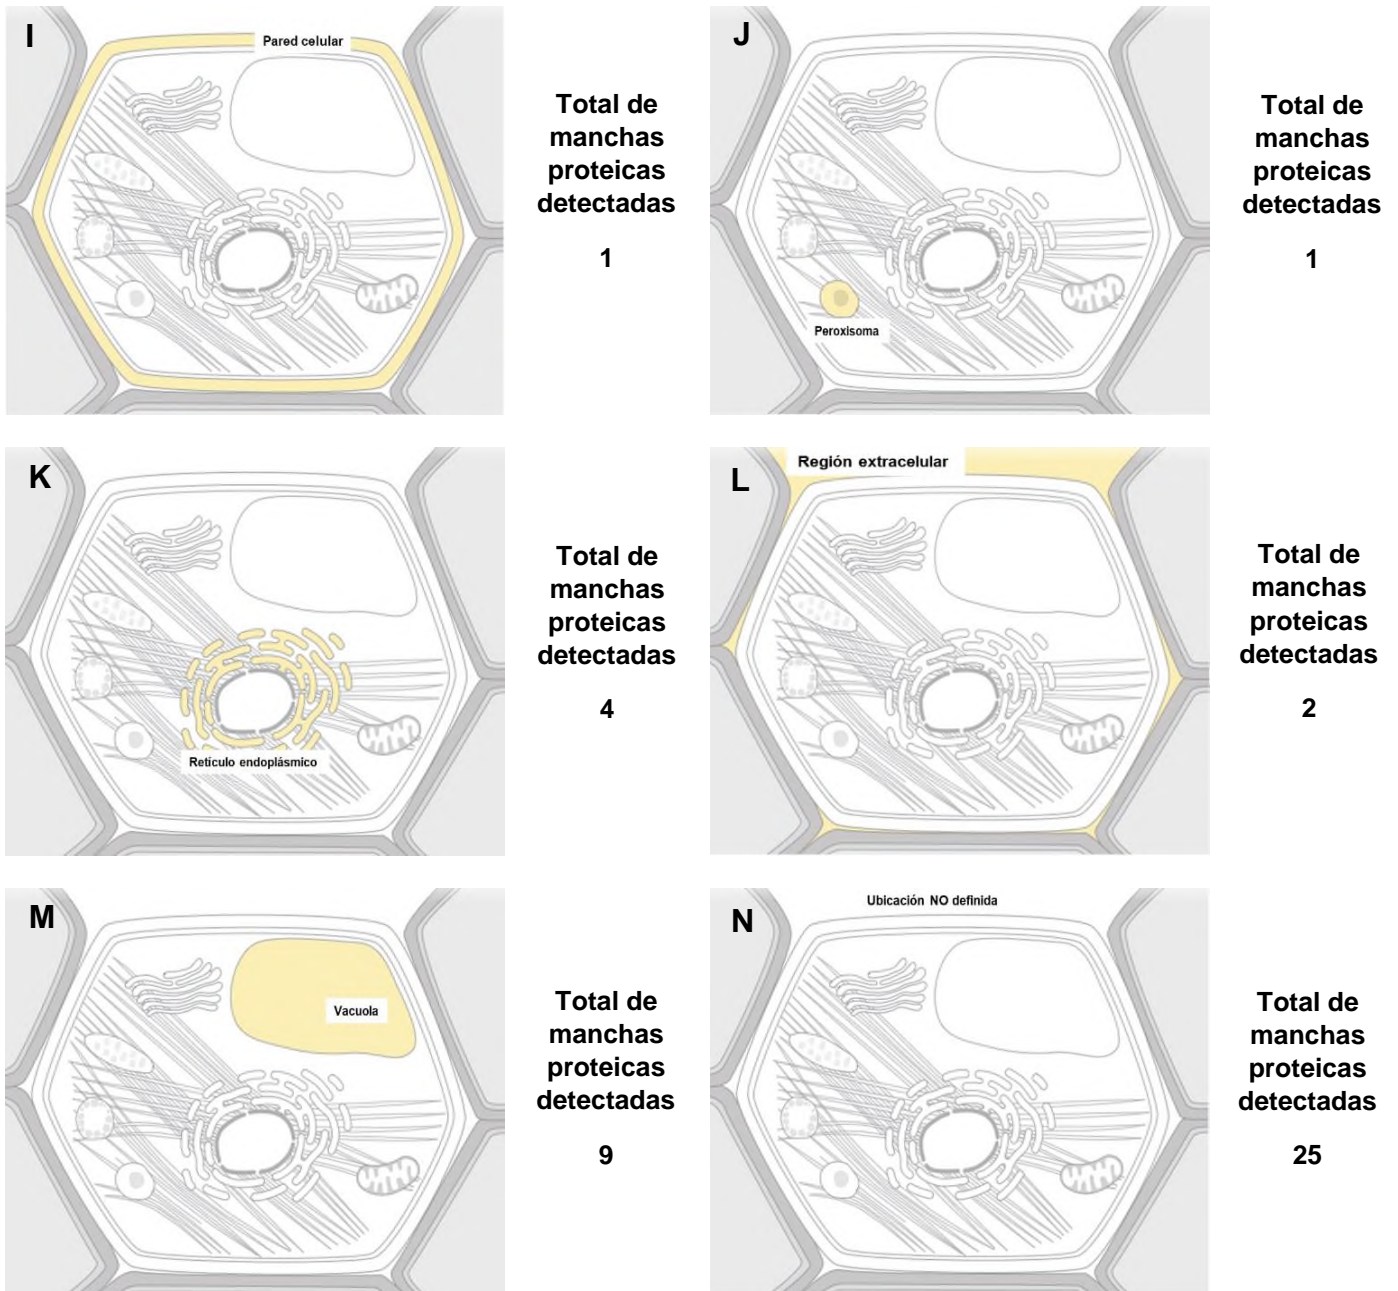 I
Pared celular
Total de
manchas
proteicas
detectadas
1
J
Peroxisoma
Total de
manchas
proteicas
detectadas
1
K
Retículo endoplásmico
Total de
manchas
proteicas
detectadas
4
L
Región extracelular
Total de
manchas
proteicas
detectadas
2
M
Vacuola
Total de
manchas
proteicas
detectadas
9
N
Ubicación NO definida
Total de
manchas
proteicas
detectadas
25